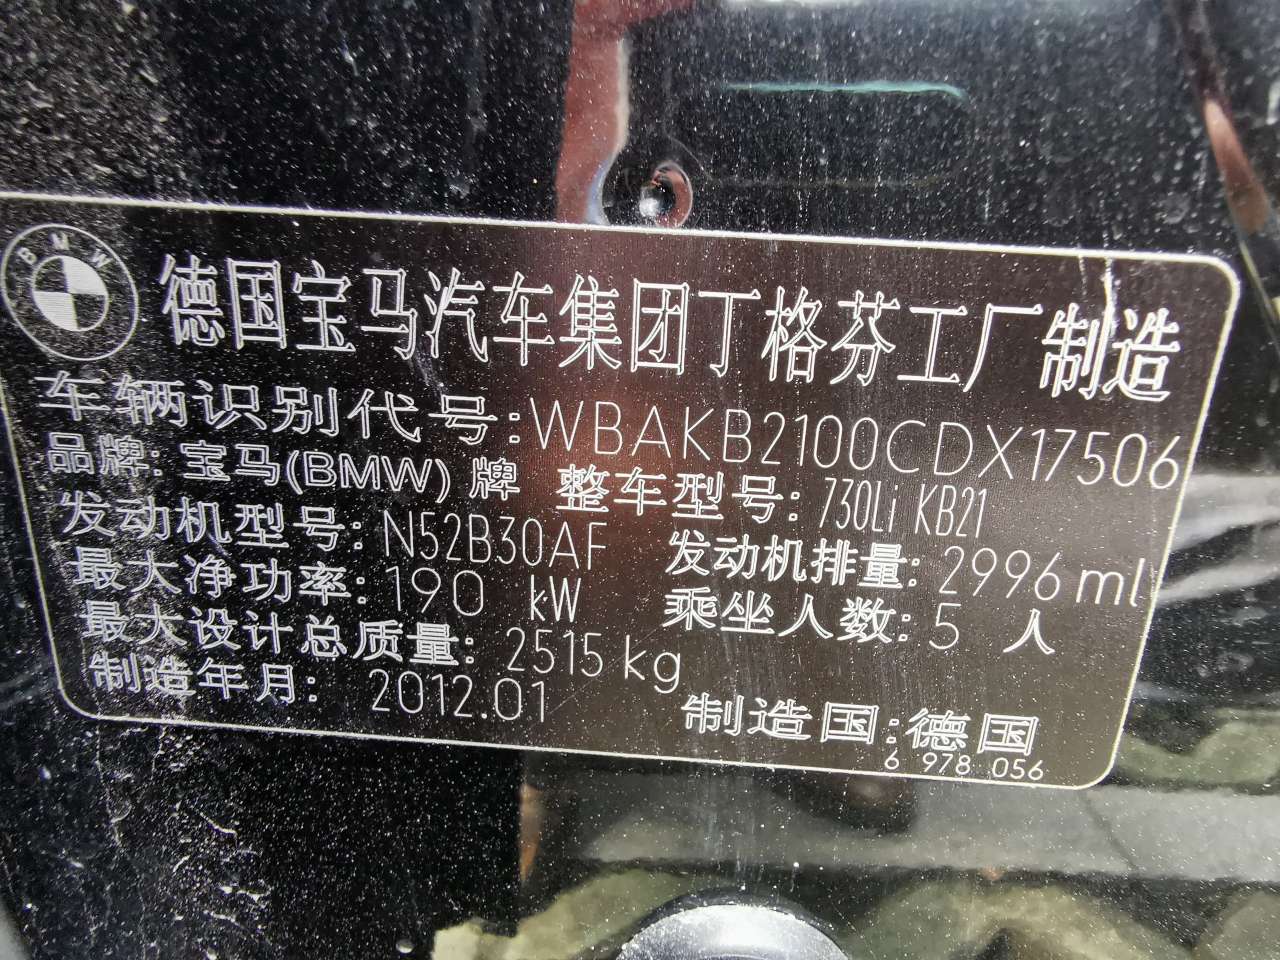 BMW
德国宝马汽车集团丁格芬工厂制造
车辆识别代号:WBAKB2100CDX17506
品牌: 宝马(BMW) 牌 整车型号: 730Li KB21
发动机型号: N52B30AF 发动机排量: 2996 ml
最大净功率: 190 kW 乘坐人数: 5 人
最大设计总质量: 2515 kg
制造年月: 2012.01 制造国:德国
6 978 056